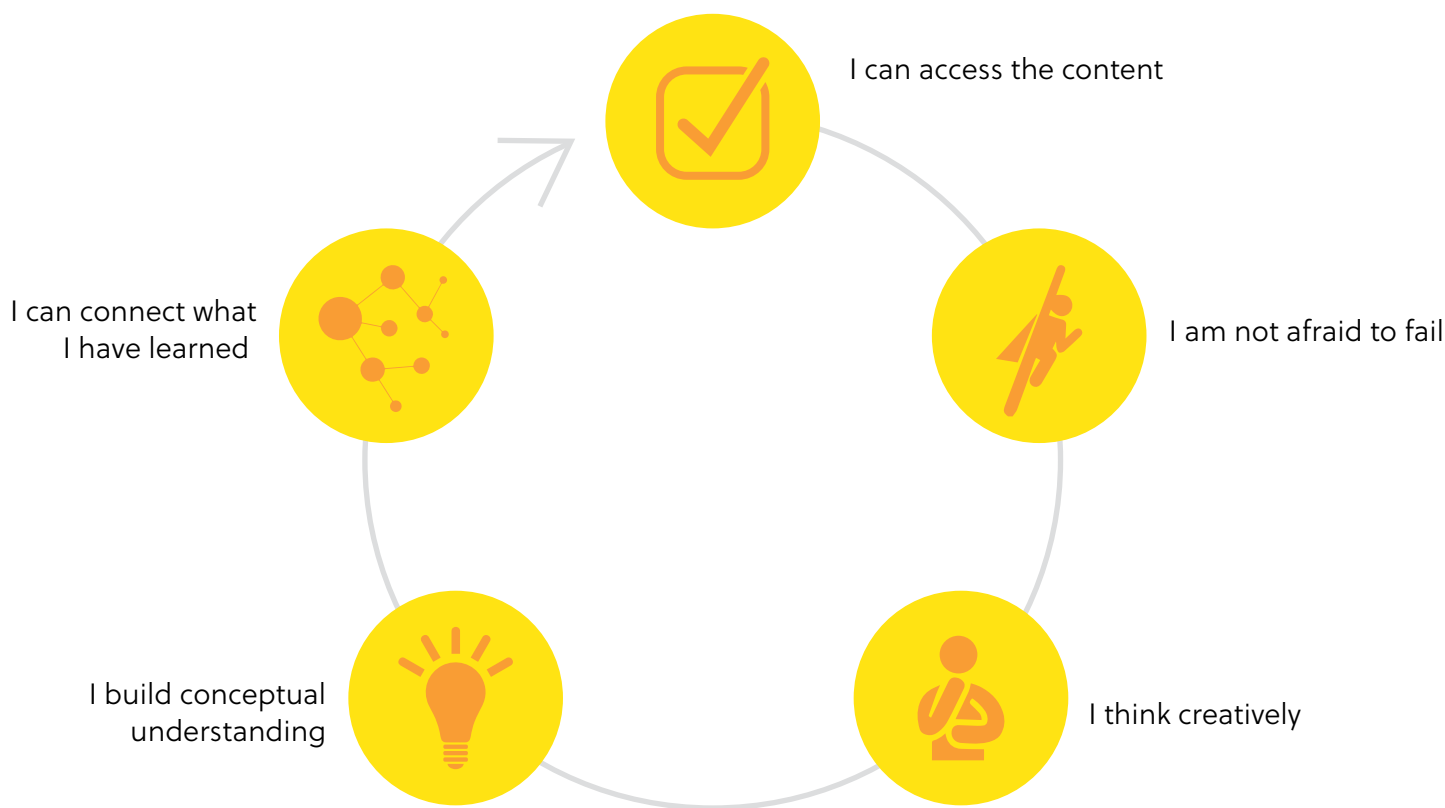 I can access the content
I am not afraid to fail
I think creatively
I build conceptual
understanding
I can connect what
I have learned